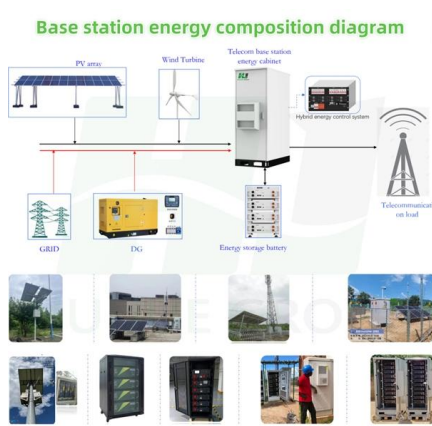 Base station energy composition diagram
PV array
Wind Turbine
Telecom base station
energy cabinet
Hybrid energy control system
Telecommunicati
on load
GRID
DG
Energy storage battery